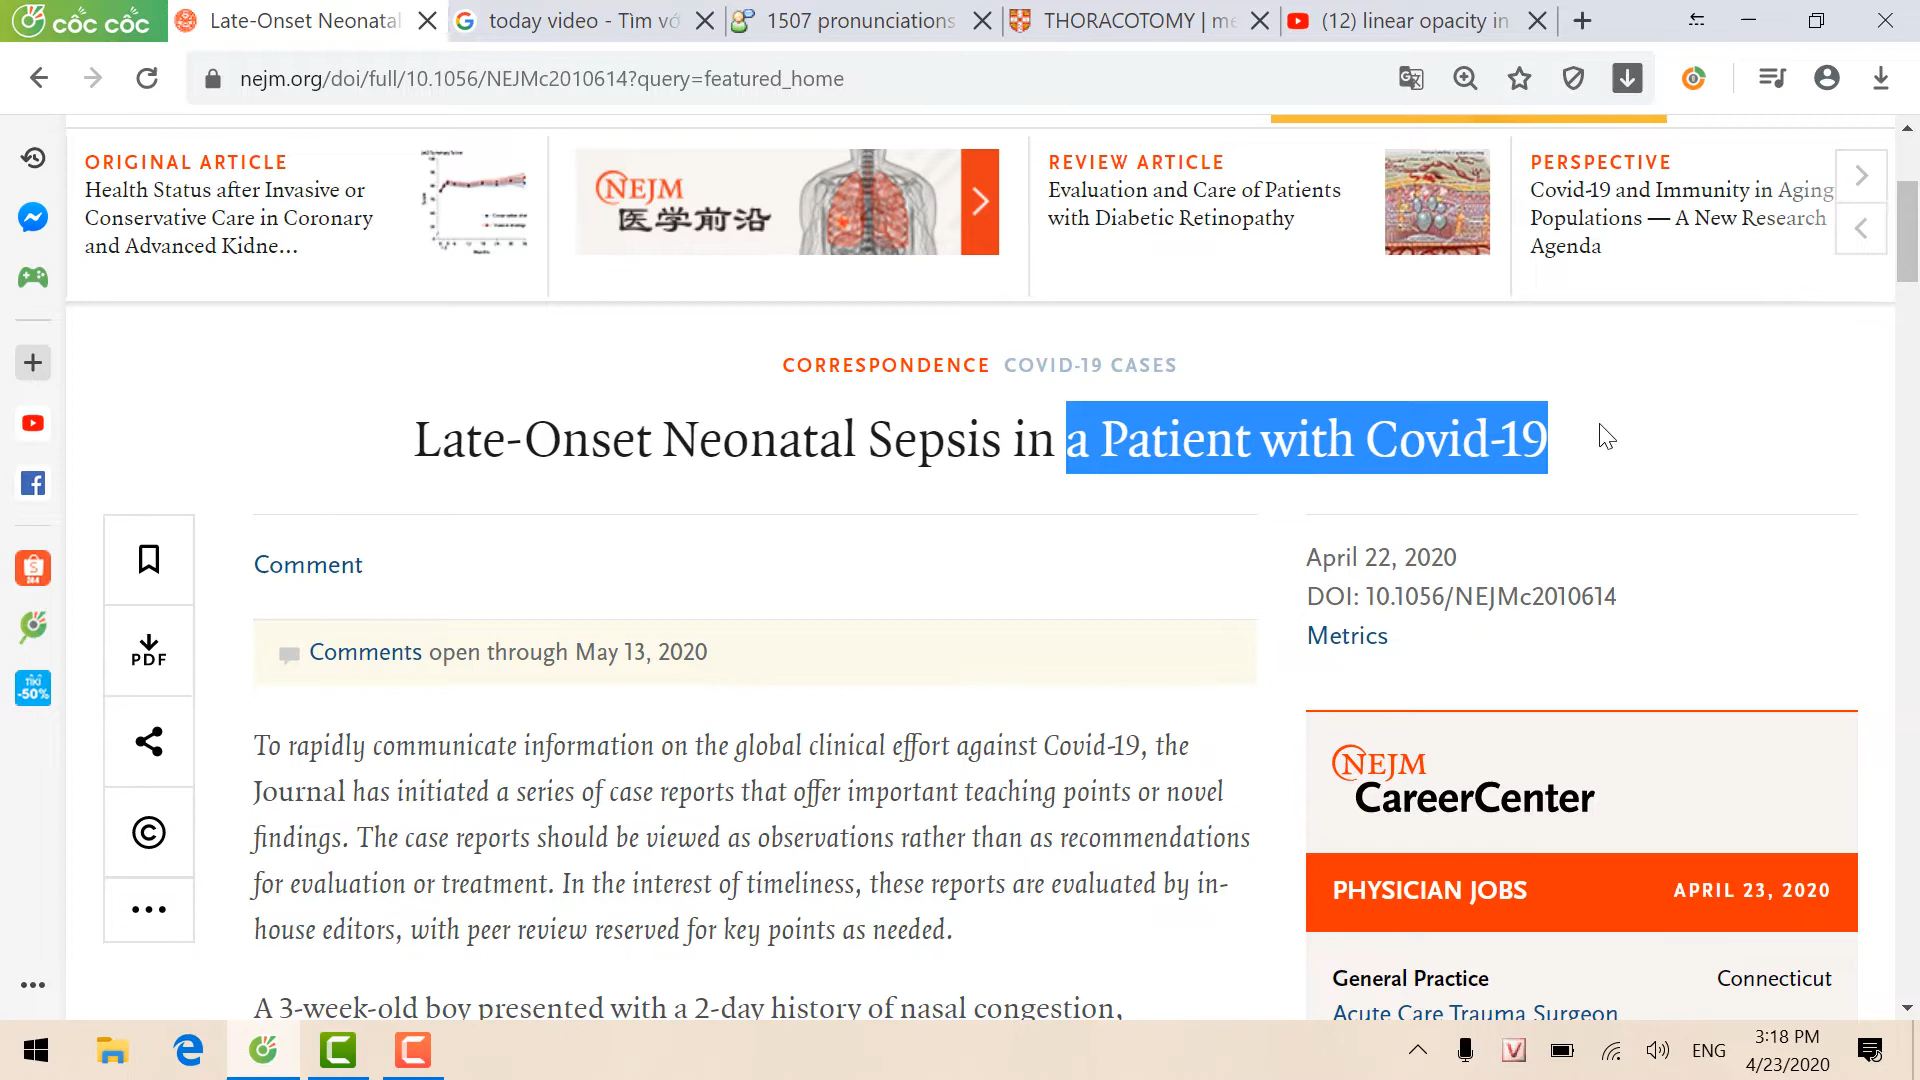 cốc cốc
Late-Onset Neonatal
today video - Tìm vớ
1507 pronunciations
THORACOTOMY | me
(12) linear opacity in
nejm.org/doi/full/10.1056/NEJMc2010614?query=featured_home
ORIGINAL ARTICLE
Health Status after Invasive or
Conservative Care in Coronary
and Advanced Kidne...
NEJM
医学前沿
REVIEW ARTICLE
Evaluation and Care of Patients
with Diabetic Retinopathy
PERSPECTIVE
Covid-19 and Immunity in Aging
Populations — A New Research
Agenda
CORRESPONDENCE COVID-19 CASES
Late-Onset Neonatal Sepsis in a Patient with Covid-19
Comment
Comments open through May 13, 2020
To rapidly communicate information on the global clinical effort against Covid-19, the
Journal has initiated a series of case reports that offer important teaching points or novel
findings. The case reports should be viewed as observations rather than as recommendations
for evaluation or treatment. In the interest of timeliness, these reports are evaluated by in-
house editors, with peer review reserved for key points as needed.
A 3-week-old boy presented with a 2-day history of nasal congestion,
PDF
April 22, 2020
DOI: 10.1056/NEJMc2010614
Metrics
NEJM
CareerCenter
PHYSICIAN JOBS APRIL 23, 2020
General Practice Connecticut
Acute Care Trauma Surgeon
TIKI
-50%
ENG
3:18 PM
4/23/2020